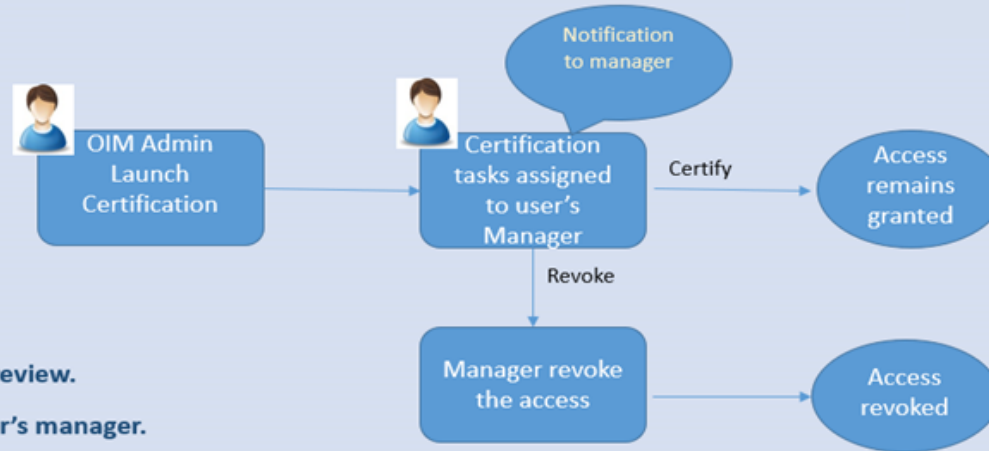 Notification
to manager
OIM Admin
Launch
Certification
Certification
tasks assigned
to user's
Manager
Certify
Access
remains
granted
Revoke
Manager revoke
the access
Access
revoked
manager.